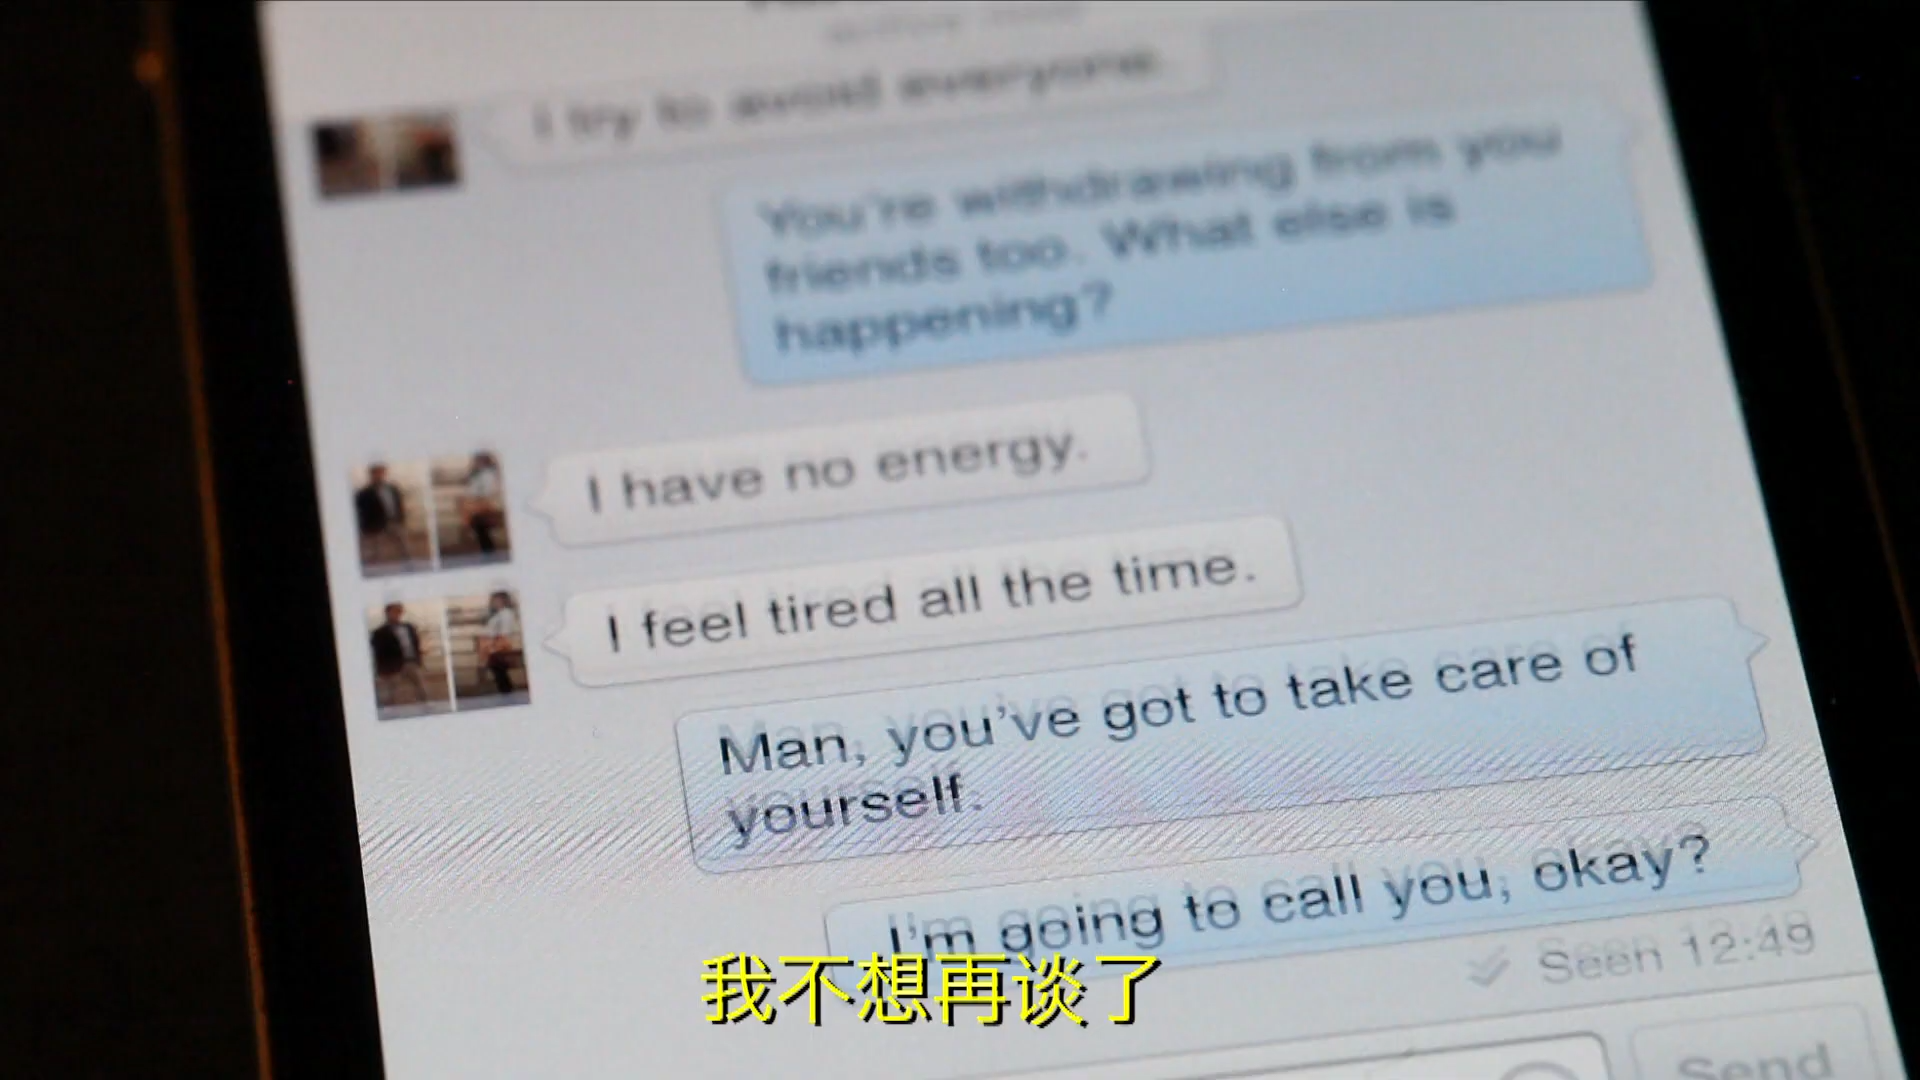 I try to avoid everyone.
You're withdrawing from you
friends too. What else is
happening?
I have no energy.
I feel tired all the time.
Man, you've got to take care of
yourself.
I'm going to call you, okay?
Seen 12:49
我不想再谈了
Send